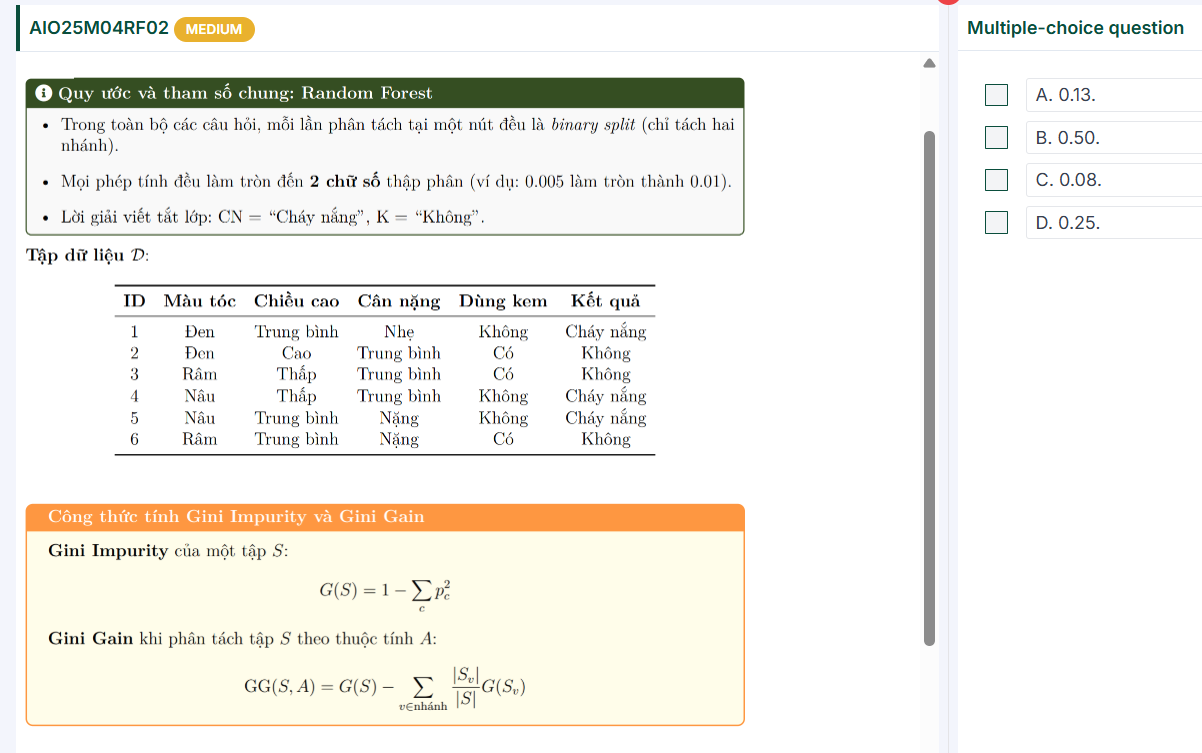 AIO25M04RF02 MEDIUM
Quy ước và tham số chung: Random Forest
• Trong toàn bộ các câu hỏi, mỗi lần phân tách tại một nút đều là binary split (chỉ tách hai
nhánh).
• Mọi phép tính đều làm tròn đến 2 chữ số thập phân (ví dụ: 0.005 làm tròn thành 0.01).
• Lời giải viết tắt lớp: CN = “Cháy nắng”, K = “Không”.
Tập dữ liệu D:
ID Màu tóc Chiều cao Cân nặng Dùng kem Kết quả
1 Đen Trung bình Nhẹ Không Cháy nắng
2 Đen Cao Trung bình Có Không
3 Râm Thấp Trung bình Có Không
4 Nâu Thấp Trung bình Không Cháy nắng
5 Nâu Trung bình Nặng Không Cháy nắng
6 Râm Trung bình Nặng Có Không
Công thức tính Gini Impurity và Gini Gain
Gini Impurity của một tập S:
G(S) = 1 − ∑_c p_c^2
Gini Gain khi phân tách tập S theo thuộc tính A:
GG(S, A) = G(S) − ∑_{v∈nhánh} |S_v|/|S| G(S_v)
Multiple-choice question
A. 0.13.
B. 0.50.
C. 0.08.
D. 0.25.